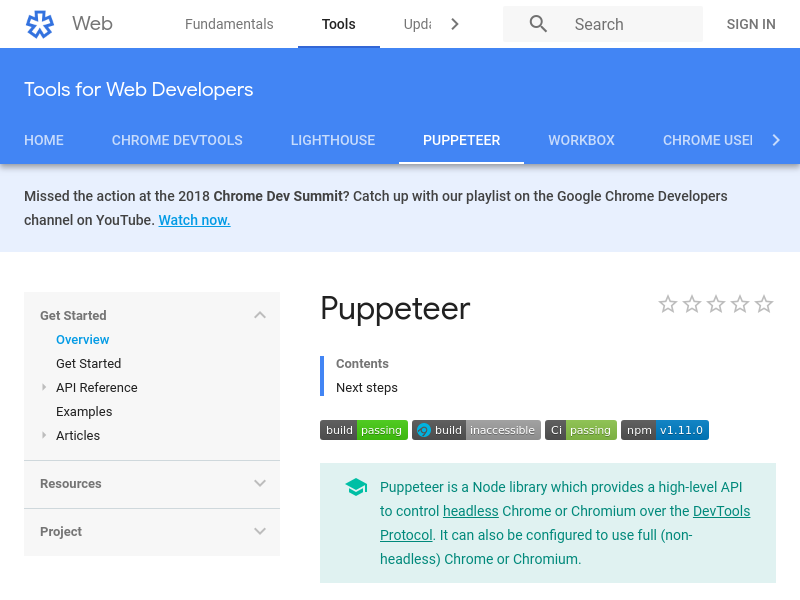 Web Fundamentals Tools Upda Search SIGN IN
Tools for Web Developers
HOME CHROME DEVTOOLS LIGHTHOUSE PUPPETEER WORKBOX CHROME USE
Missed the action at the 2018 Chrome Dev Summit? Catch up with our playlist on the Google Chrome Developers
channel on YouTube. Watch now.
Get Started
Overview
Get Started
API Reference
Examples
Articles
Resources
Project
Puppeteer
Contents
Next steps
build passing build inaccessible Ci passing npm v1.11.0
Puppeteer is a Node library which provides a high-level API
to control headless Chrome or Chromium over the DevTools
Protocol. It can also be configured to use full (non-
headless) Chrome or Chromium.